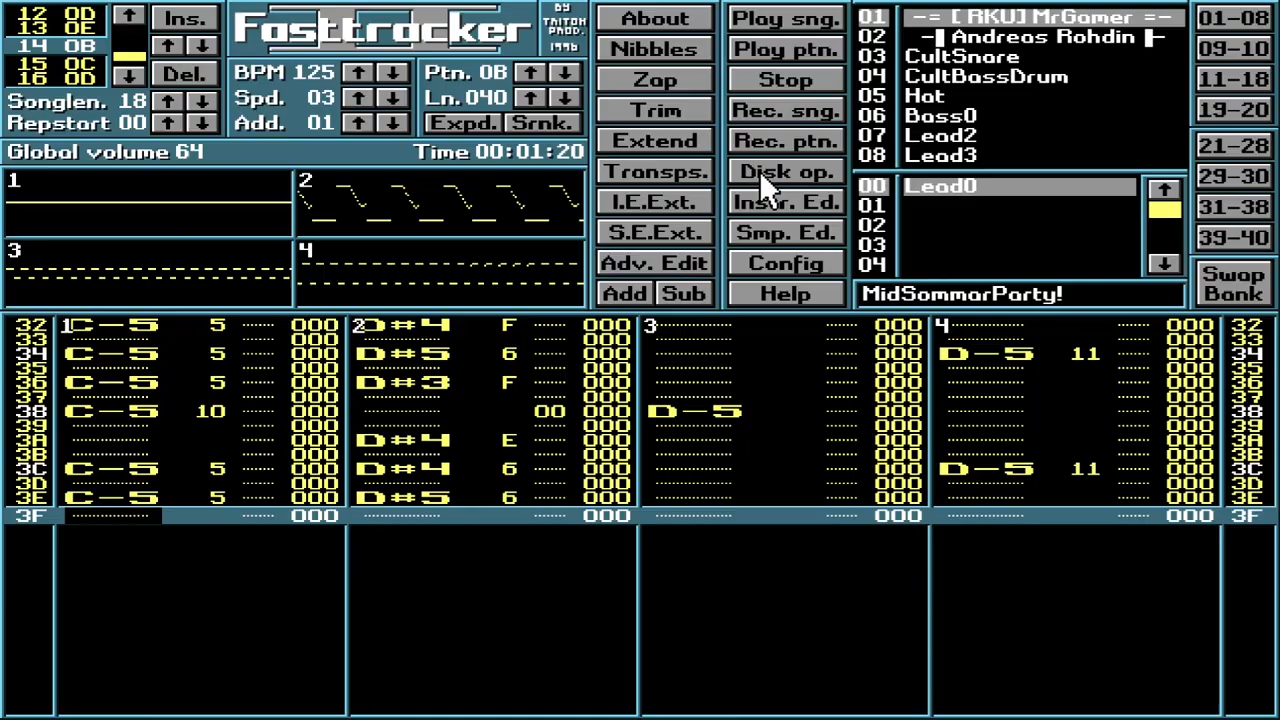 12 0D
13 0E
14 0B
15 0C
16 0D
Ins.
Del.
Songlen. 18
Repstart 00
Fasttracker
BY
TRITON
PROD.
1996
BPM 125
Spd. 03
Add. 01
Ptn. 0B
Ln. 040
Expd. Srnk.
Global volume 64
Time 00:01:20
1
2
3
4
About
Nibbles
Zap
Trim
Extend
Transps.
I.E.Ext.
S.E.Ext.
Adv. Edit
Add Sub
Play sng.
Play ptn.
Stop
Rec. sng.
Rec. ptn.
Disk op.
Instr. Ed.
Smp. Ed.
Config
Help
01 -= [ RKU] MrGamer =-
02 Andreas Rohdin
03 CultSnare
04 CultBassDrum
05 Hat
06 Bass0
07 Lead2
08 Lead3
00 Lead0
01
02
03
04
MidSommarParty!
01-08
09-10
11-18
19-20
21-28
29-30
31-38
39-40
Swap
Bank
32 1C-5 5 000 2D#4 F 000 3 000 4 000 32
33 000 000 000 000 33
34 C-5 5 000 D#5 6 000 000 D-5 11 000 34
35 000 000 000 000 35
36 C-5 5 000 D#3 F 000 000 000 36
37 000 000 000 000 37
38 C-5 10 000 00 000 D-5 000 000 38
39 000 000 000 000 39
3A 000 D#4 E 000 000 000 3A
3B 000 000 000 000 3B
3C C-5 5 000 D#4 6 000 000 D-5 11 000 3C
3D 000 000 000 000 3D
3E C-5 5 000 D#5 6 000 000 000 3E
3F 000 000 000 000 3F